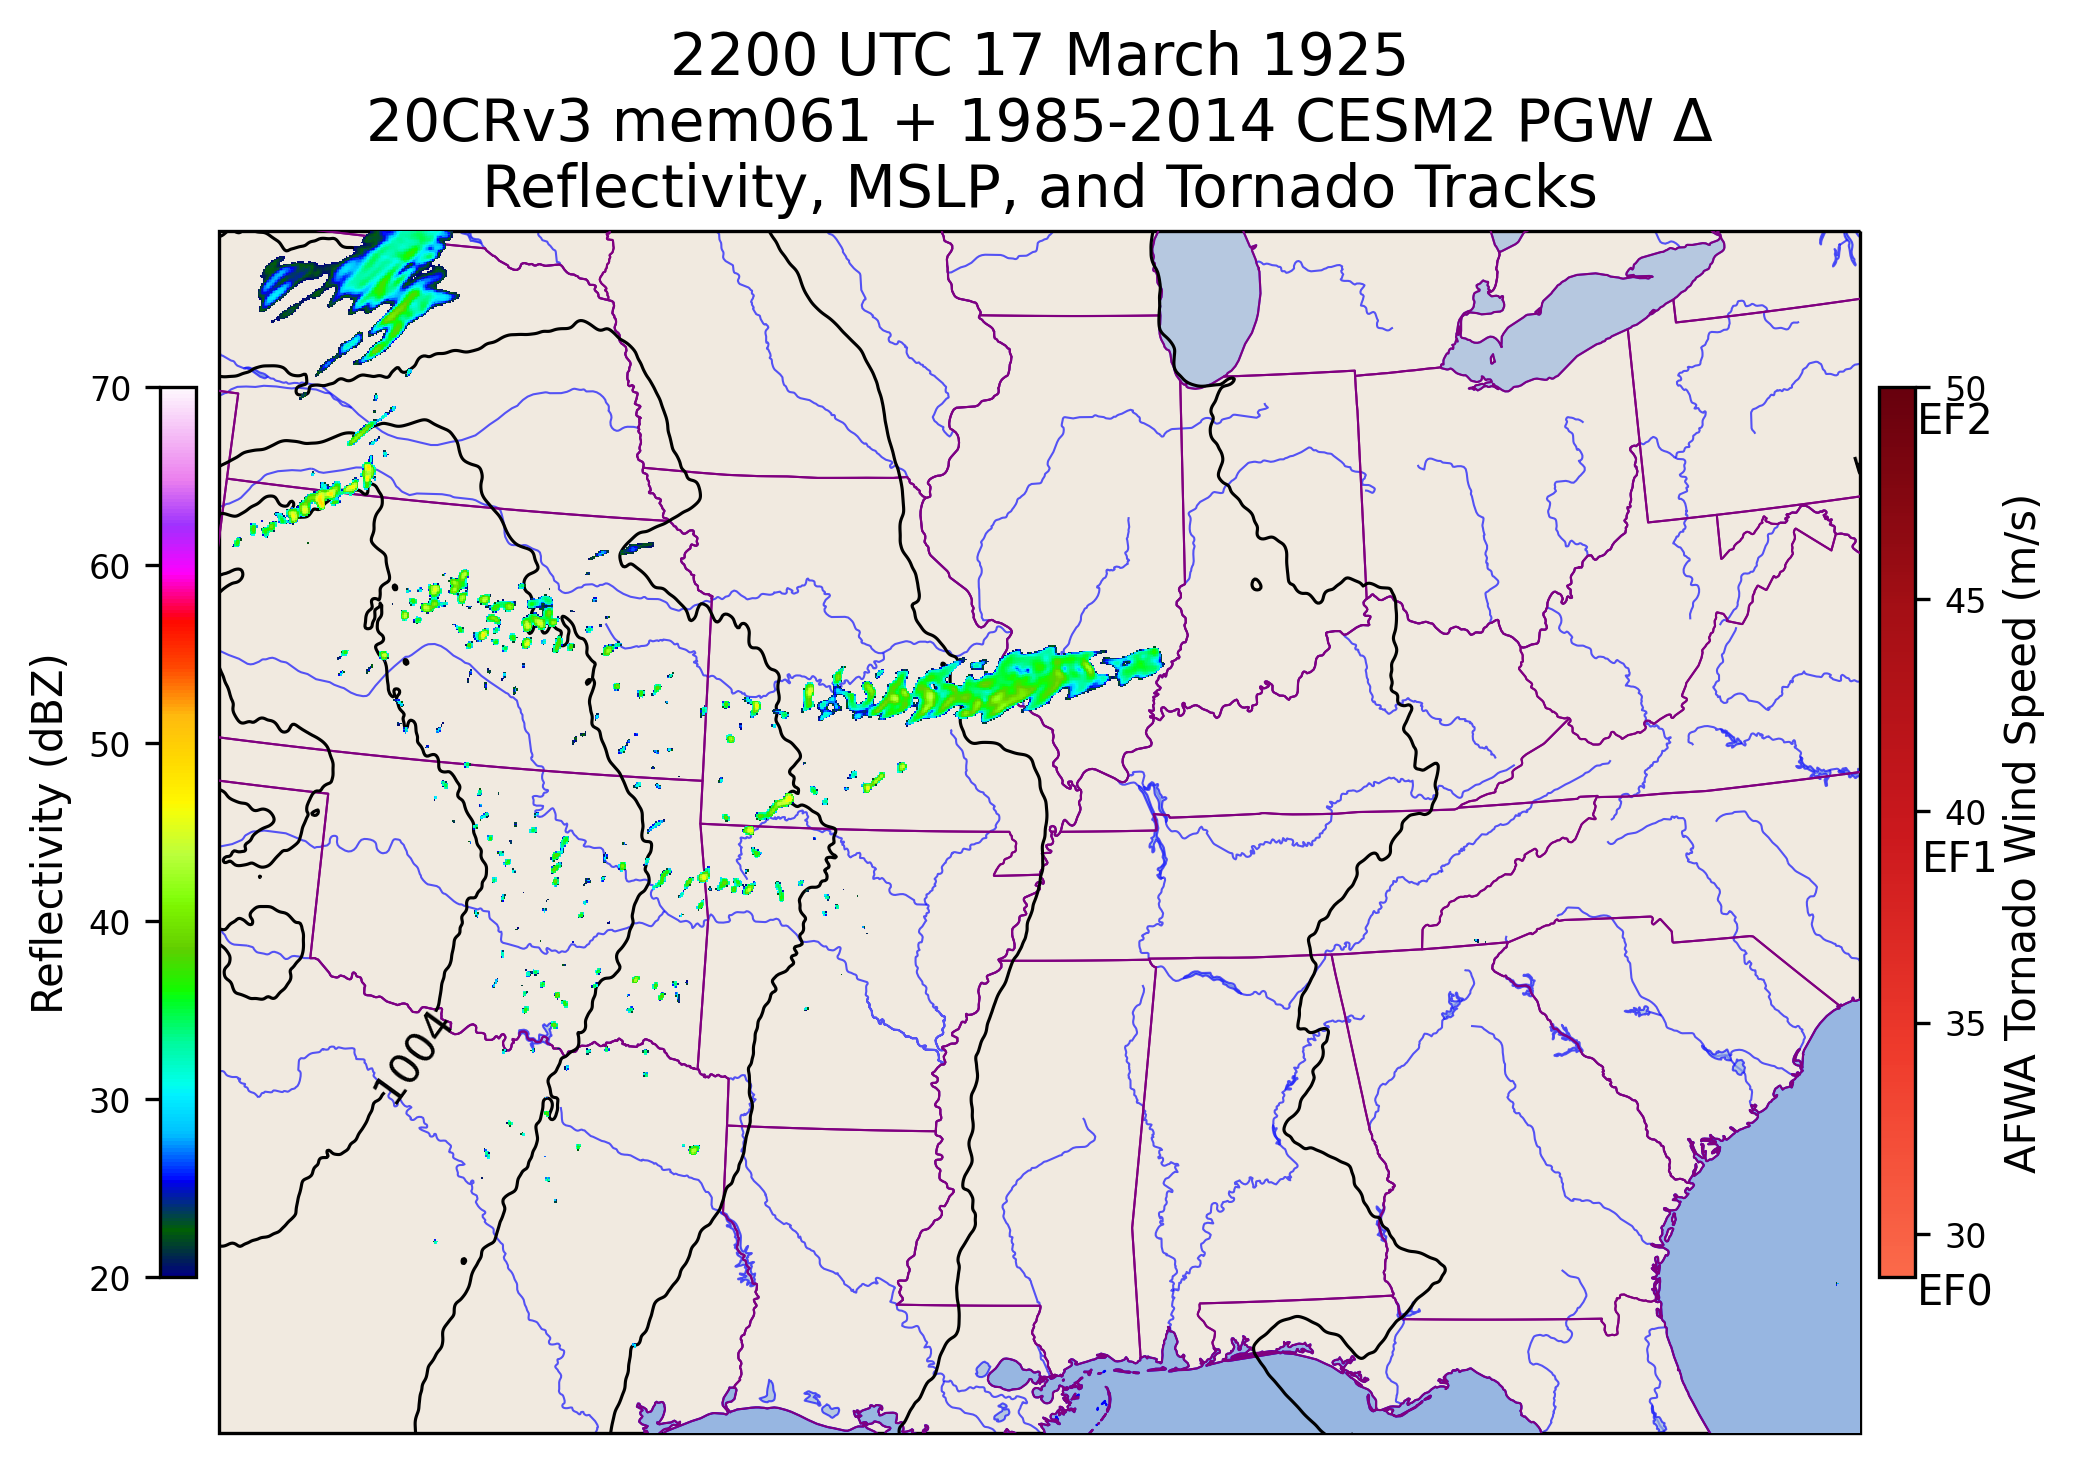 2200 UTC 17 March 1925
20CRv3 mem061 + 1985-2014 CESM2 PGW Δ
Reflectivity, MSLP, and Tornado Tracks
70
60
50
40
30
20
Reflectivity (dBZ)
1004
50
EF2
45
40
EF1
35
30
EF0
AFWA Tornado Wind Speed (m/s)